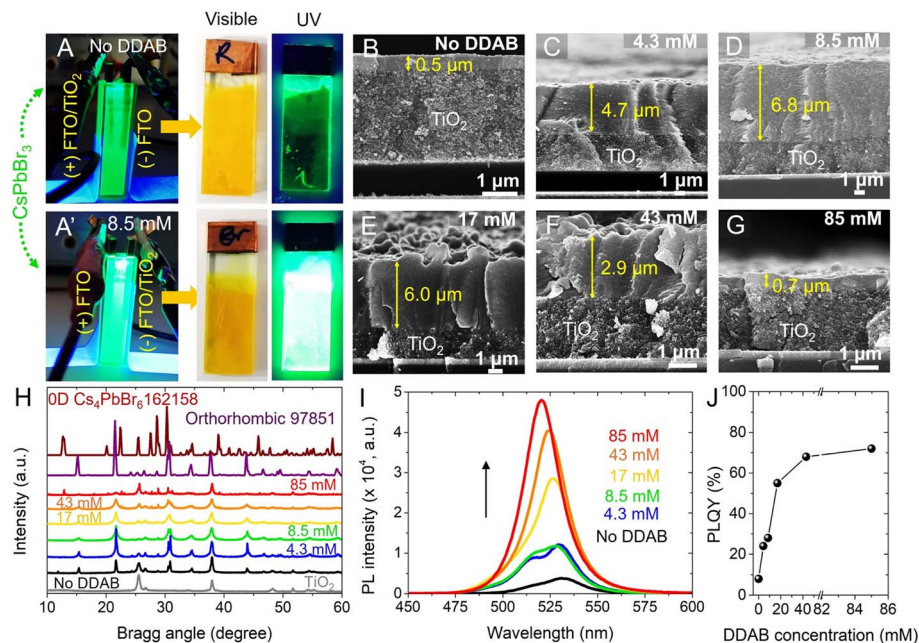 Visible UV
A No DDAB
(+) FTO/TiO2
(-) FTO
CsPbBr3
R
A' 8.5 mM
(+) FTO
(-) FTO/TiO2
Br
B No DDAB
0.5 µm
TiO2
1 µm
C 4.3 mM
4.7 µm
TiO2
1 µm
D 8.5 mM
6.8 µm
TiO2
1 µm
E 17 mM
6.0 µm
TiO2
1 µm
F 43 mM
2.9 µm
TiO2
1 µm
G 85 mM
0.7 µm
TiO2
1 µm
H
0D Cs4PbBr6162158
Orthorhombic 97851
85 mM
43 mM
17 mM
8.5 mM
4.3 mM
No DDAB
TiO2
Intensity (a.u.)
10 20 30 40 50 60
Bragg angle (degree)
I
85 mM
43 mM
17 mM
8.5 mM
4.3 mM
No DDAB
PL intensity (x 10⁴, a.u.)
5
4
3
2
1
0
450 500 525 550 575 600
Wavelength (nm)
J
PLQY (%)
100
80
60
40
20
0
0 20 40 82 84 86
DDAB concentration (mM)